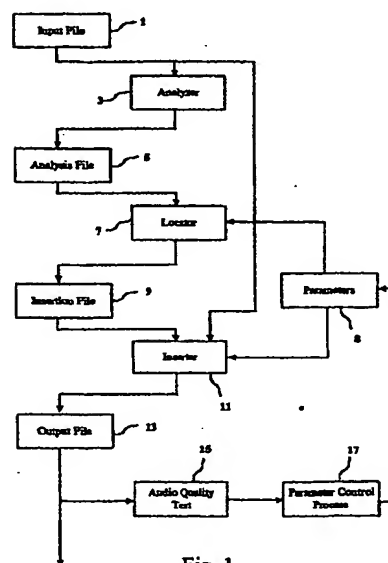 Input File
1
Analyzer
3
Analysis File
5
Locator
7
Parameters
8
Insertion File
9
Inserter
11
Output File
13
15
Audio Quality
Test
17
Parameter Control
Process
Fig. 1